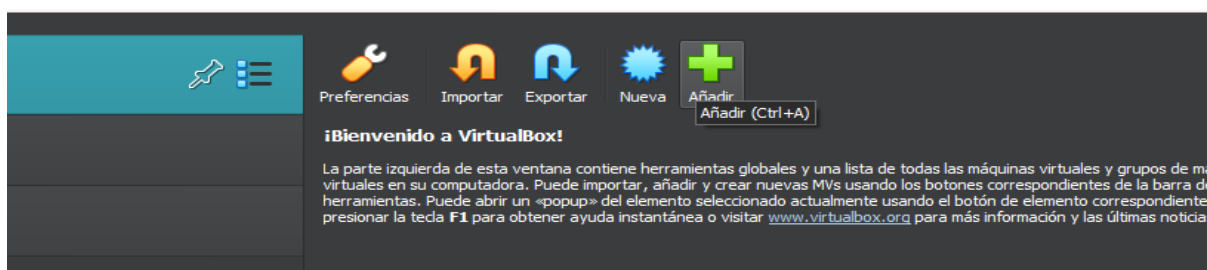 Preferencias Importar Exportar Nueva Añadir
Añadir (Ctrl+A)
¡Bienvenido a VirtualBox!
La parte izquierda de esta ventana contiene herramientas globales y una lista de todas las máquinas virtuales y grupos de
virtuales en su computadora. Puede importar, añadir y crear nuevas MVs usando los botones correspondientes de la barra
herramientas. Puede abrir un «popup» del elemento seleccionado actualmente usando el botón de elemento correspondiente
presionar la tecla F1 para obtener ayuda instantánea o visitar www.virtualbox.org para más información y las últimas